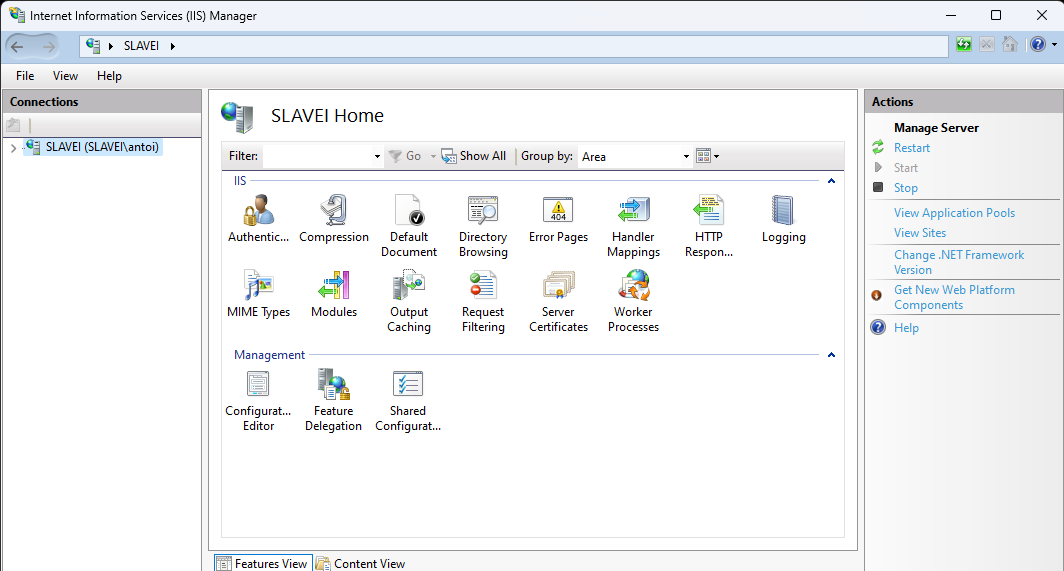 Internet Information Services (IIS) Manager
SLAVEI
File View Help
Connections
SLAVEI (SLAVEI\antoi)
SLAVEI Home
Filter: Go Show All Group by: Area
IIS
Authentic... Compression Default Document Directory Browsing Error Pages Handler Mappings HTTP Respon... Logging
404
MIME Types Modules Output Caching Request Filtering Server Certificates Worker Processes
Management
Configurat... Editor Feature Delegation Shared Configurat...
Features View Content View
Actions
Manage Server
Restart
Start
Stop
View Application Pools
View Sites
Change .NET Framework
Version
Get New Web Platform
Components
Help